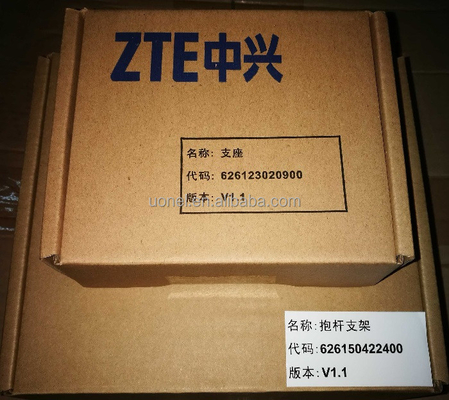 ZTE中兴
名称: 支座
代码: 626123020900
版本: V1.1
uonel.en.alibaba.com
名称:抱杆支架
代码:626150422400
版本:V1.1